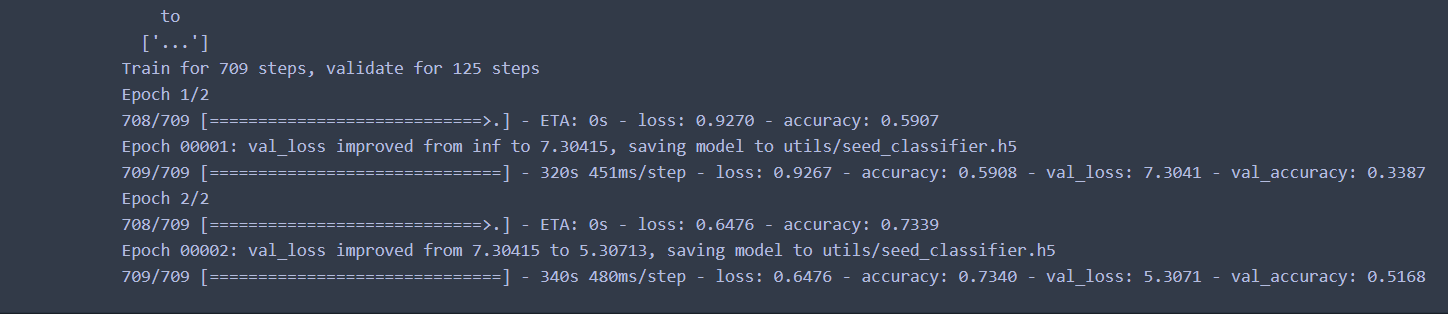 to
['...']
Train for 709 steps, validate for 125 steps
Epoch 1/2
708/709 [============================>.] - ETA: 0s - loss: 0.9270 - accuracy: 0.5907
Epoch 00001: val_loss improved from inf to 7.30415, saving model to utils/seed_classifier.h5
709/709 [==============================] - 320s 451ms/step - loss: 0.9267 - accuracy: 0.5908 - val_loss: 7.3041 - val_accuracy: 0.3387
Epoch 2/2
708/709 [============================>.] - ETA: 0s - loss: 0.6476 - accuracy: 0.7339
Epoch 00002: val_loss improved from 7.30415 to 5.30713, saving model to utils/seed_classifier.h5
709/709 [==============================] - 340s 480ms/step - loss: 0.6476 - accuracy: 0.7340 - val_loss: 5.3071 - val_accuracy: 0.5168